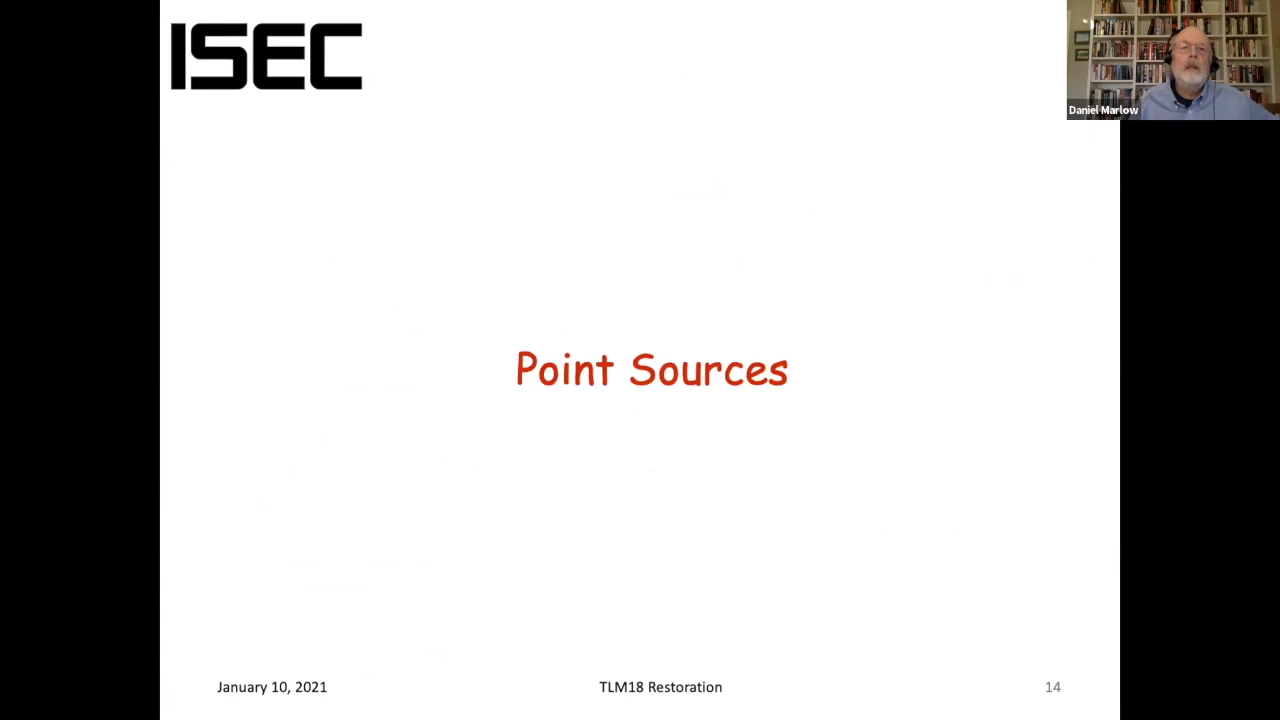 ISEC
Daniel Marlow
Point Sources
January 10, 2021
TLM18 Restoration
14